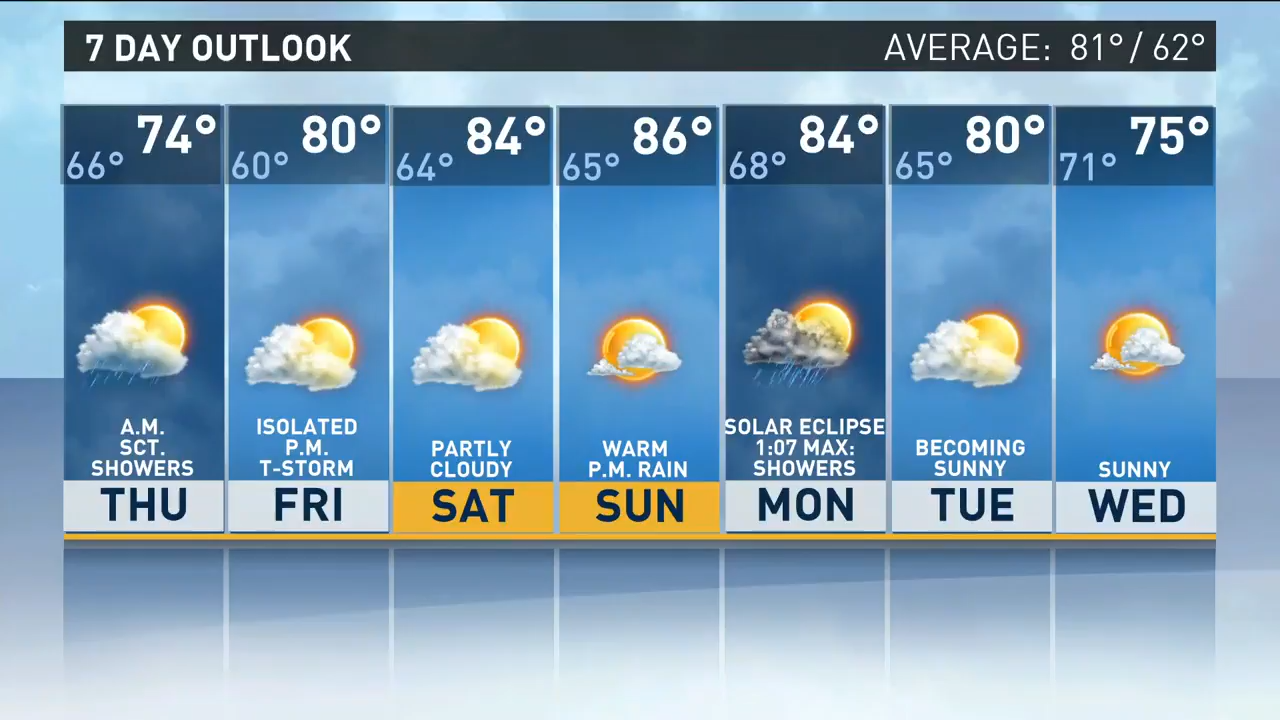 7 DAY OUTLOOK
AVERAGE: 81°/ 62°
74°
66°
A.M.
SCT.
SHOWERS
THU
80°
60°
ISOLATED
P.M.
T-STORM
FRI
84°
64°
PARTLY
CLOUDY
SAT
86°
65°
WARM
P.M. RAIN
SUN
84°
68°
SOLAR ECLIPSE
1:07 MAX:
SHOWERS
MON
80°
65°
BECOMING
SUNNY
TUE
75°
71°
SUNNY
WED